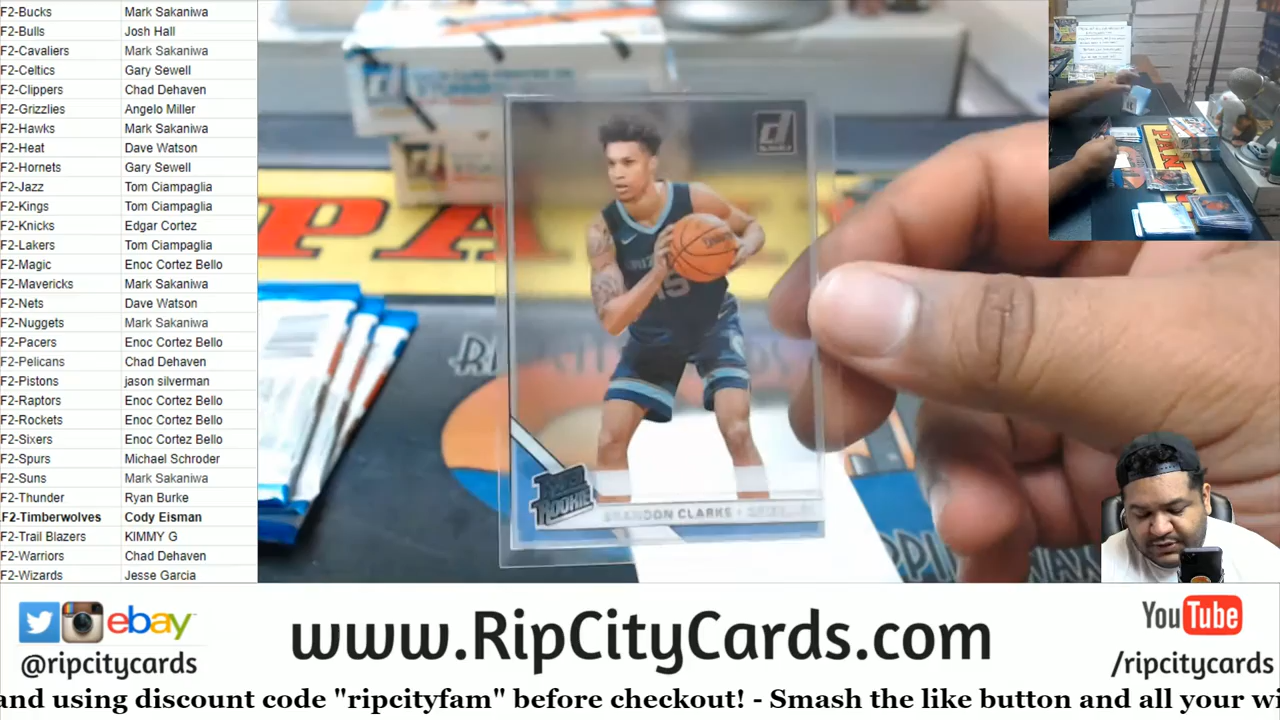 F2-Bucks Mark Sakaniwa
F2-Bulls Josh Hall
F2-Cavaliers Mark Sakaniwa
F2-Celtics Gary Sewell
F2-Clippers Chad Dehaven
F2-Grizzlies Angelo Miller
F2-Hawks Mark Sakaniwa
F2-Heat Dave Watson
F2-Hornets Gary Sewell
F2-Jazz Tom Ciampaglia
F2-Kings Tom Ciampaglia
F2-Knicks Edgar Cortez
F2-Lakers Tom Ciampaglia
F2-Magic Enoc Cortez Bello
F2-Mavericks Mark Sakaniwa
F2-Nets Dave Watson
F2-Nuggets Mark Sakaniwa
F2-Pacers Enoc Cortez Bello
F2-Pelicans Chad Dehaven
F2-Pistons jason silverman
F2-Raptors Enoc Cortez Bello
F2-Rockets Enoc Cortez Bello
F2-Sixers Enoc Cortez Bello
F2-Spurs Michael Schroder
F2-Suns Mark Sakaniwa
F2-Thunder Ryan Burke
F2-Timberwolves Cody Eisman
F2-Trail Blazers KIMMY G
F2-Warriors Chad Dehaven
F2-Wizards Jesse Garcia
d
15
RATED
ROOKIE
BRANDON CLARKE
PANI
ebay
@ripcitycards
www.RipCityCards.com
YouTube
/ripcitycards
and using discount code "ripcityfam" before checkout! - Smash the like button and all your wi